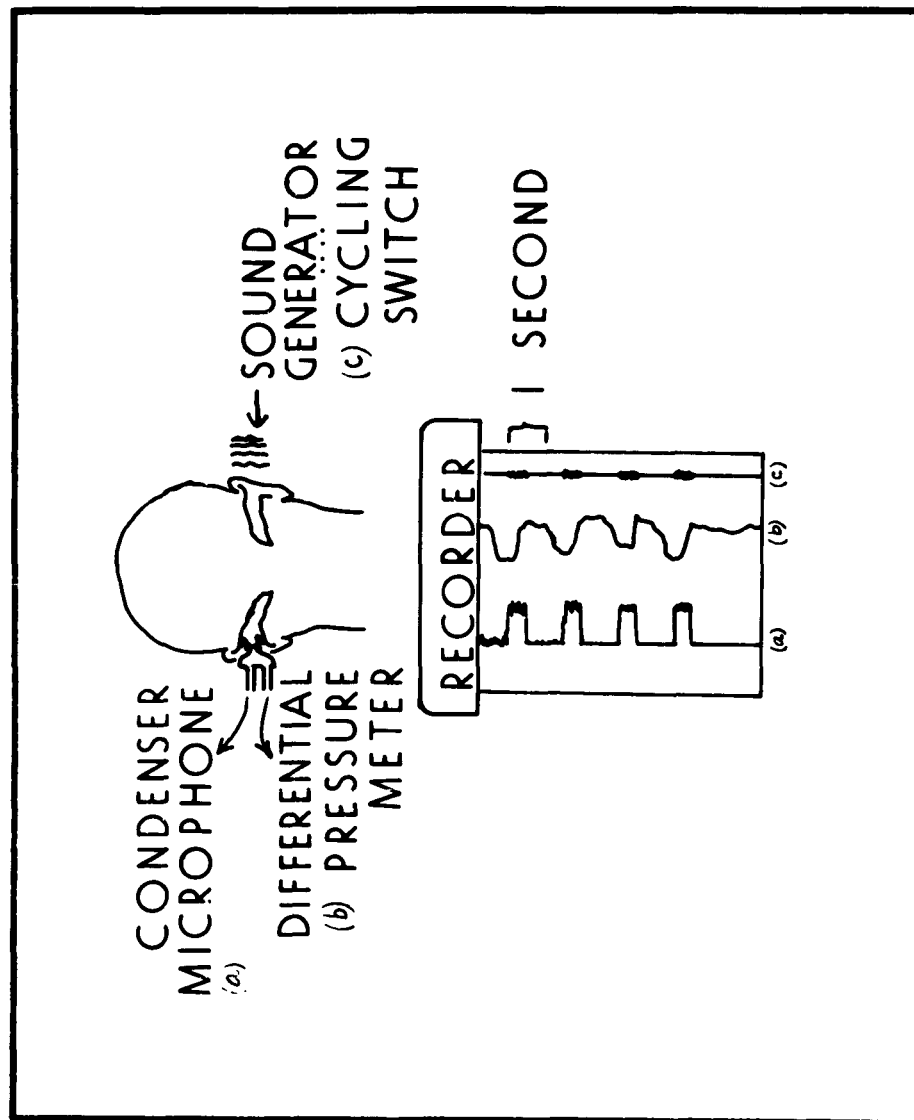 CONDENSER
MICROPHONE
(a)
DIFFERENTIAL
(b) PRESSURE
METER
SOUND
GENERATOR
(c) CYCLING
SWITCH
RECORDER
1 SECOND
(a)
(b)
(c)